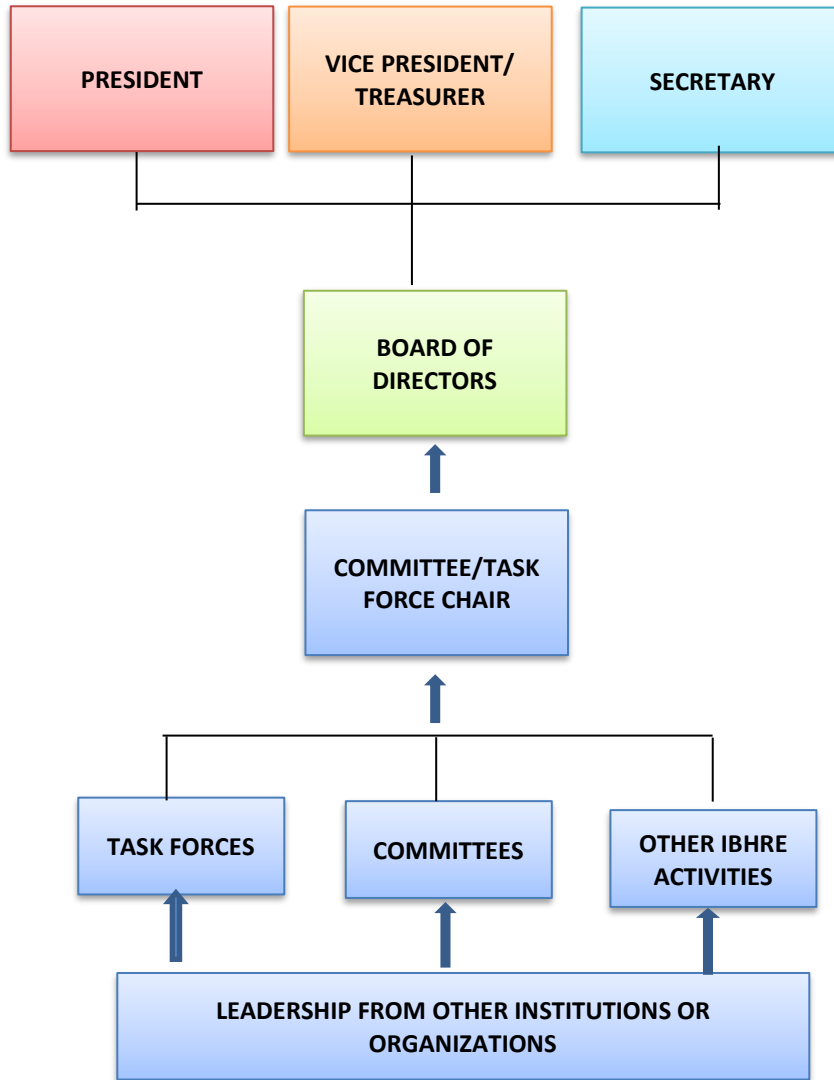 PRESIDENT
VICE PRESIDENT/
TREASURER
SECRETARY
BOARD OF
DIRECTORS
COMMITTEE/TASK
FORCE CHAIR
TASK FORCES
COMMITTEES
OTHER IBHRE
ACTIVITIES
LEADERSHIP FROM OTHER INSTITUTIONS OR
ORGANIZATIONS